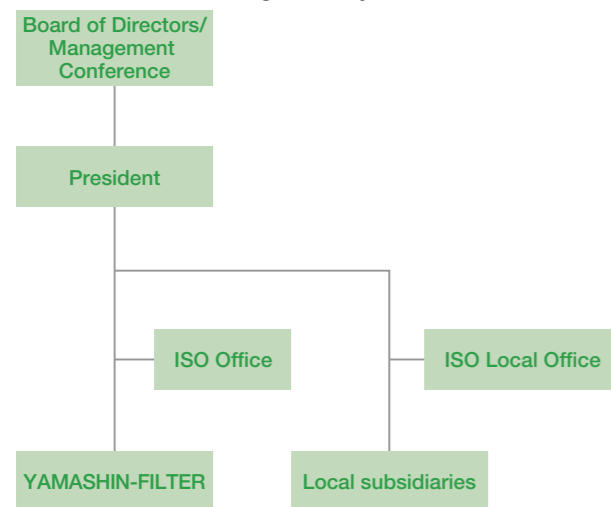 Board of Directors/
Management
Conference
President
ISO Office
ISO Local Office
YAMASHIN-FILTER
Local subsidiaries